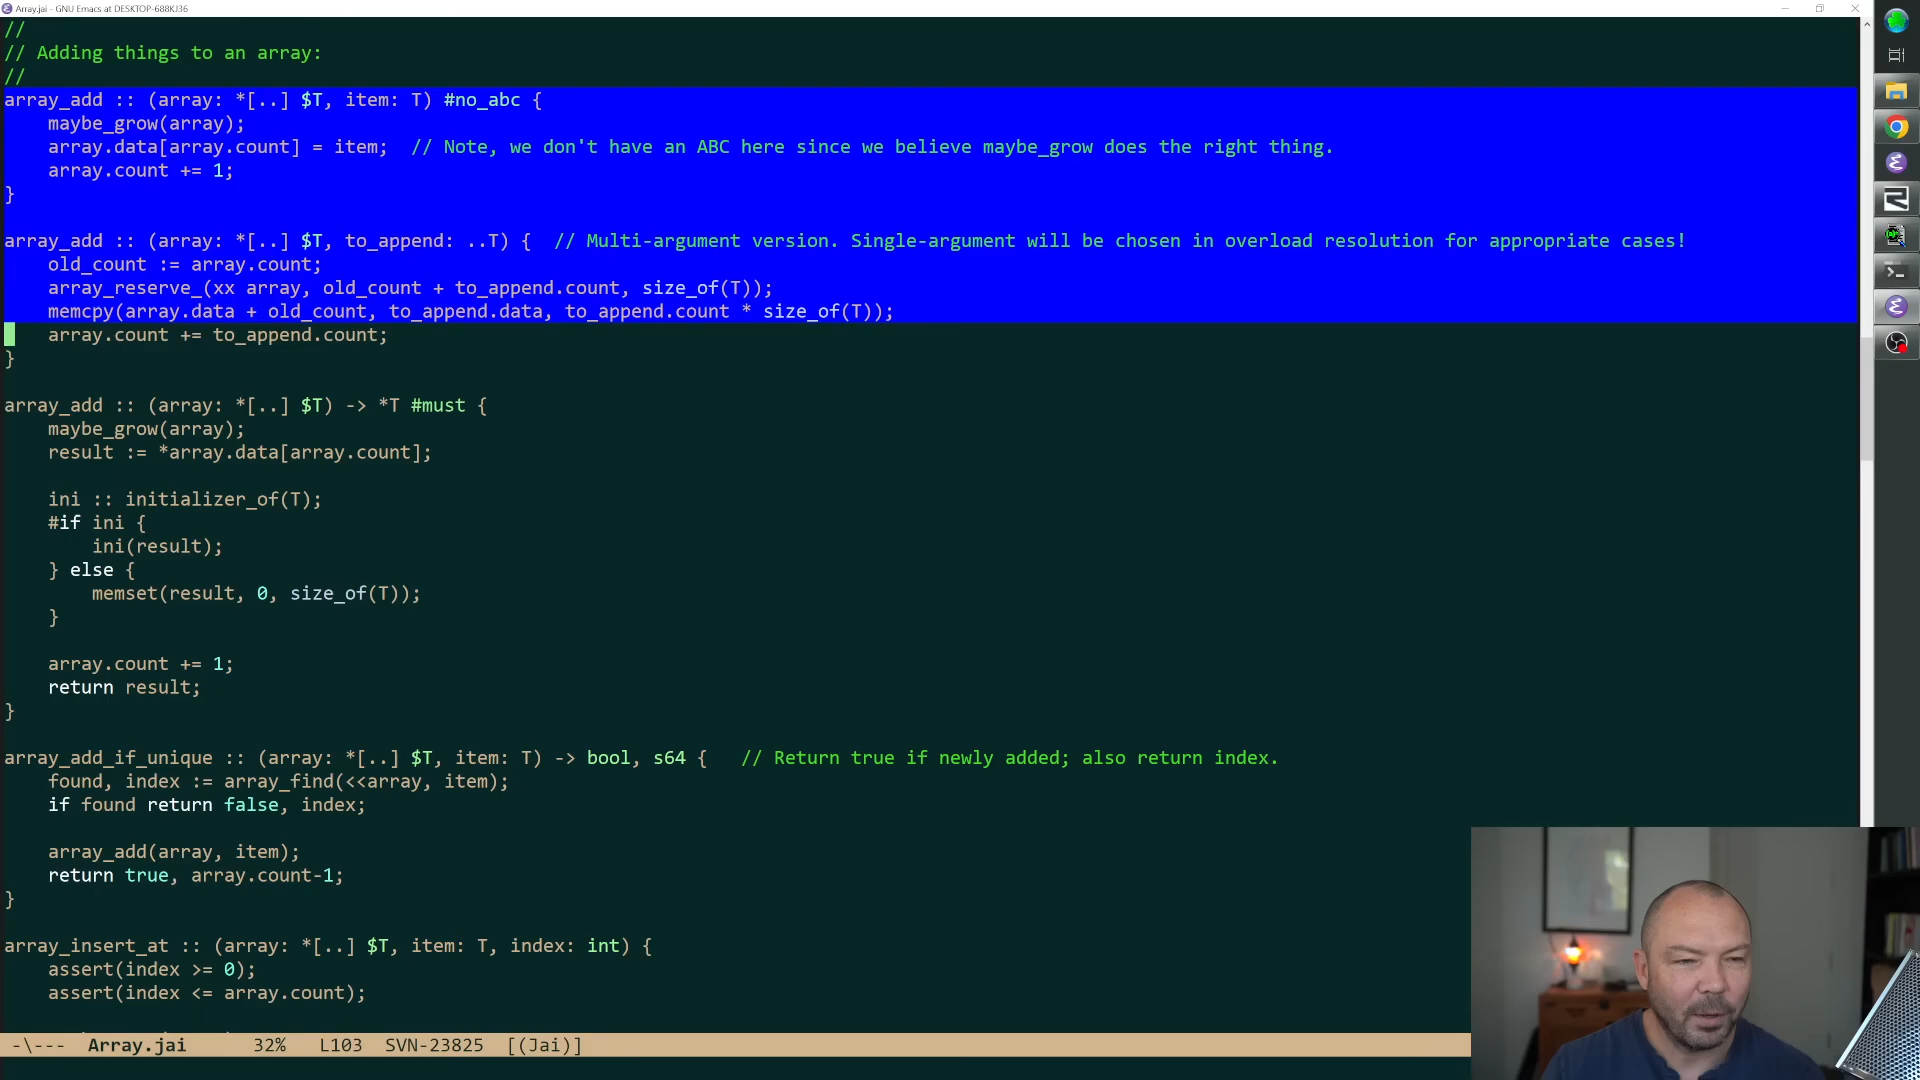 Array.jai - GNU Emacs at DESKTOP-688KJ36
//
// Adding things to an array:
//
array_add :: (array: *[..] $T, item: T) #no_abc {
    maybe_grow(array);
    array.data[array.count] = item;  // Note, we don't have an ABC here since we believe maybe_grow does the right thing.
    array.count += 1;
}
array_add :: (array: *[..] $T, to_append: ..T) {  // Multi-argument version. Single-argument will be chosen in overload resolution for appropriate cases!
    old_count := array.count;
    array_reserve_(xx array, old_count + to_append.count, size_of(T));
    memcpy(array.data + old_count, to_append.data, to_append.count * size_of(T));
    array.count += to_append.count;
}
array_add :: (array: *[..] $T) -> *T #must {
    maybe_grow(array);
    result := *array.data[array.count];
    ini :: initializer_of(T);
    #if ini {
        ini(result);
    } else {
        memset(result, 0, size_of(T));
    }
    array.count += 1;
    return result;
}
array_add_if_unique :: (array: *[..] $T, item: T) -> bool, s64 {   // Return true if newly added; also return index.
    found, index := array_find(<<array, item);
    if found return false, index;
    array_add(array, item);
    return true, array.count-1;
}
array_insert_at :: (array: *[..] $T, item: T, index: int) {
    assert(index >= 0);
    assert(index <= array.count);
-\---  Array.jai      32%   L103  SVN-23825  [(Jai)]